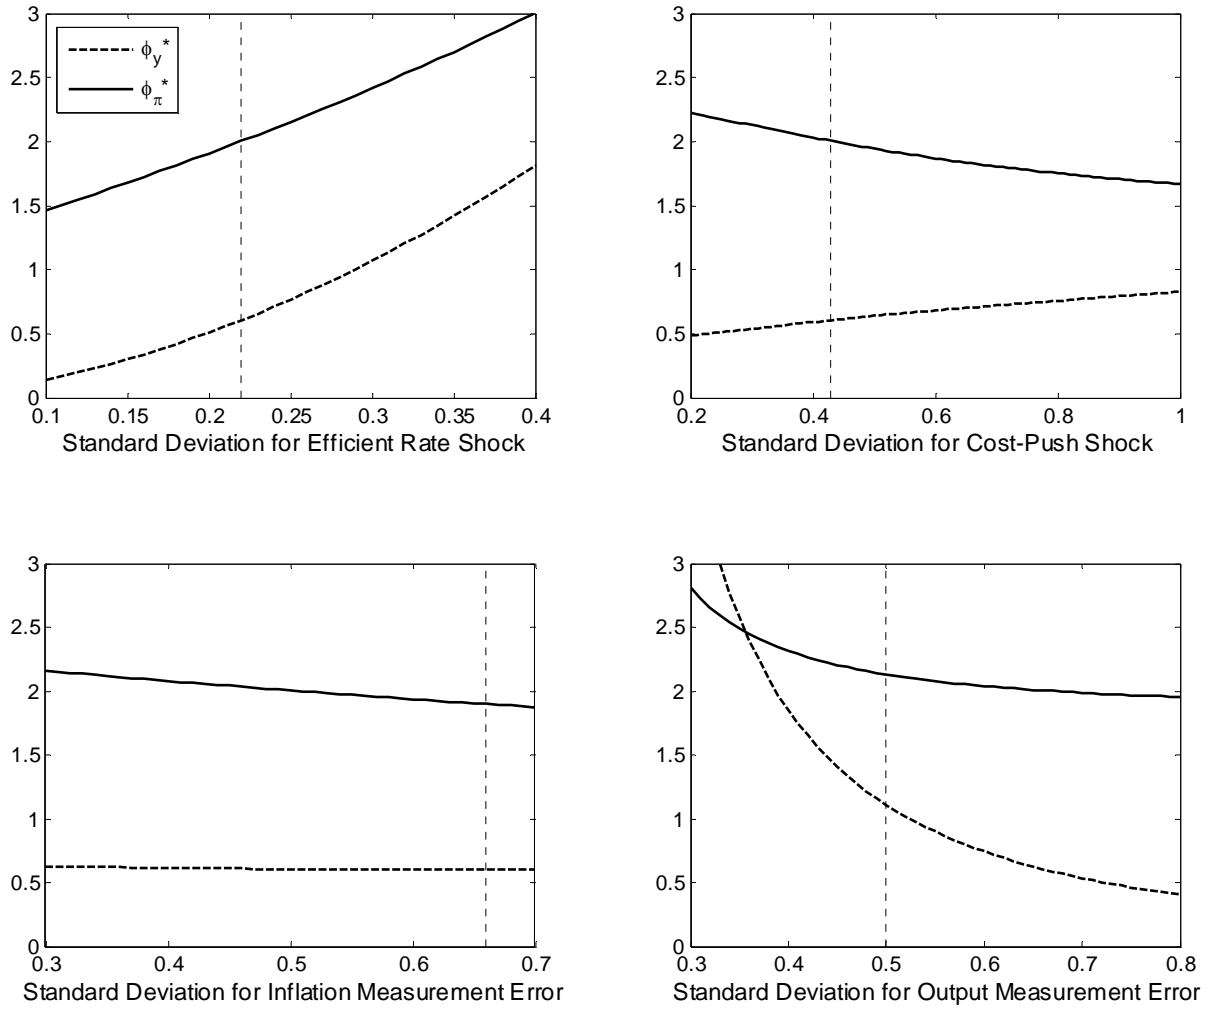 3
2.5
2
1.5
1
0.5
0
ϕy*
ϕπ*
0.1 0.15 0.2 0.25 0.3 0.35 0.4
Standard Deviation for Efficient Rate Shock
3
2.5
2
1.5
1
0.5
0
0.2 0.4 0.6 0.8 1
Standard Deviation for Cost-Push Shock
3
2.5
2
1.5
1
0.5
0
0.3 0.4 0.5 0.6 0.7
Standard Deviation for Inflation Measurement Error
3
2.5
2
1.5
1
0.5
0
0.3 0.4 0.5 0.6 0.7 0.8
Standard Deviation for Output Measurement Error